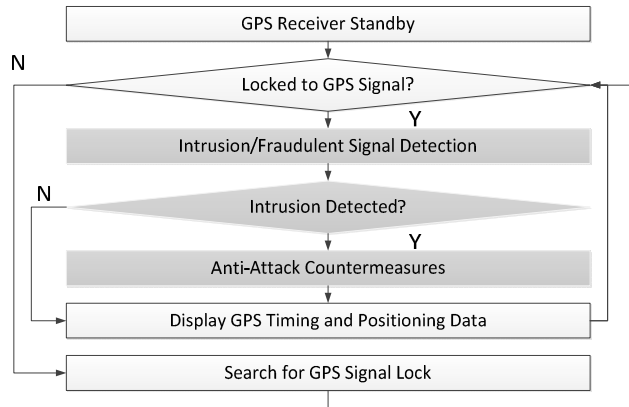 GPS Receiver Standby
N
Locked to GPS Signal?
Y
Intrusion/Fraudulent Signal Detection
N
Intrusion Detected?
Y
Anti-Attack Countermeasures
Display GPS Timing and Positioning Data
Search for GPS Signal Lock